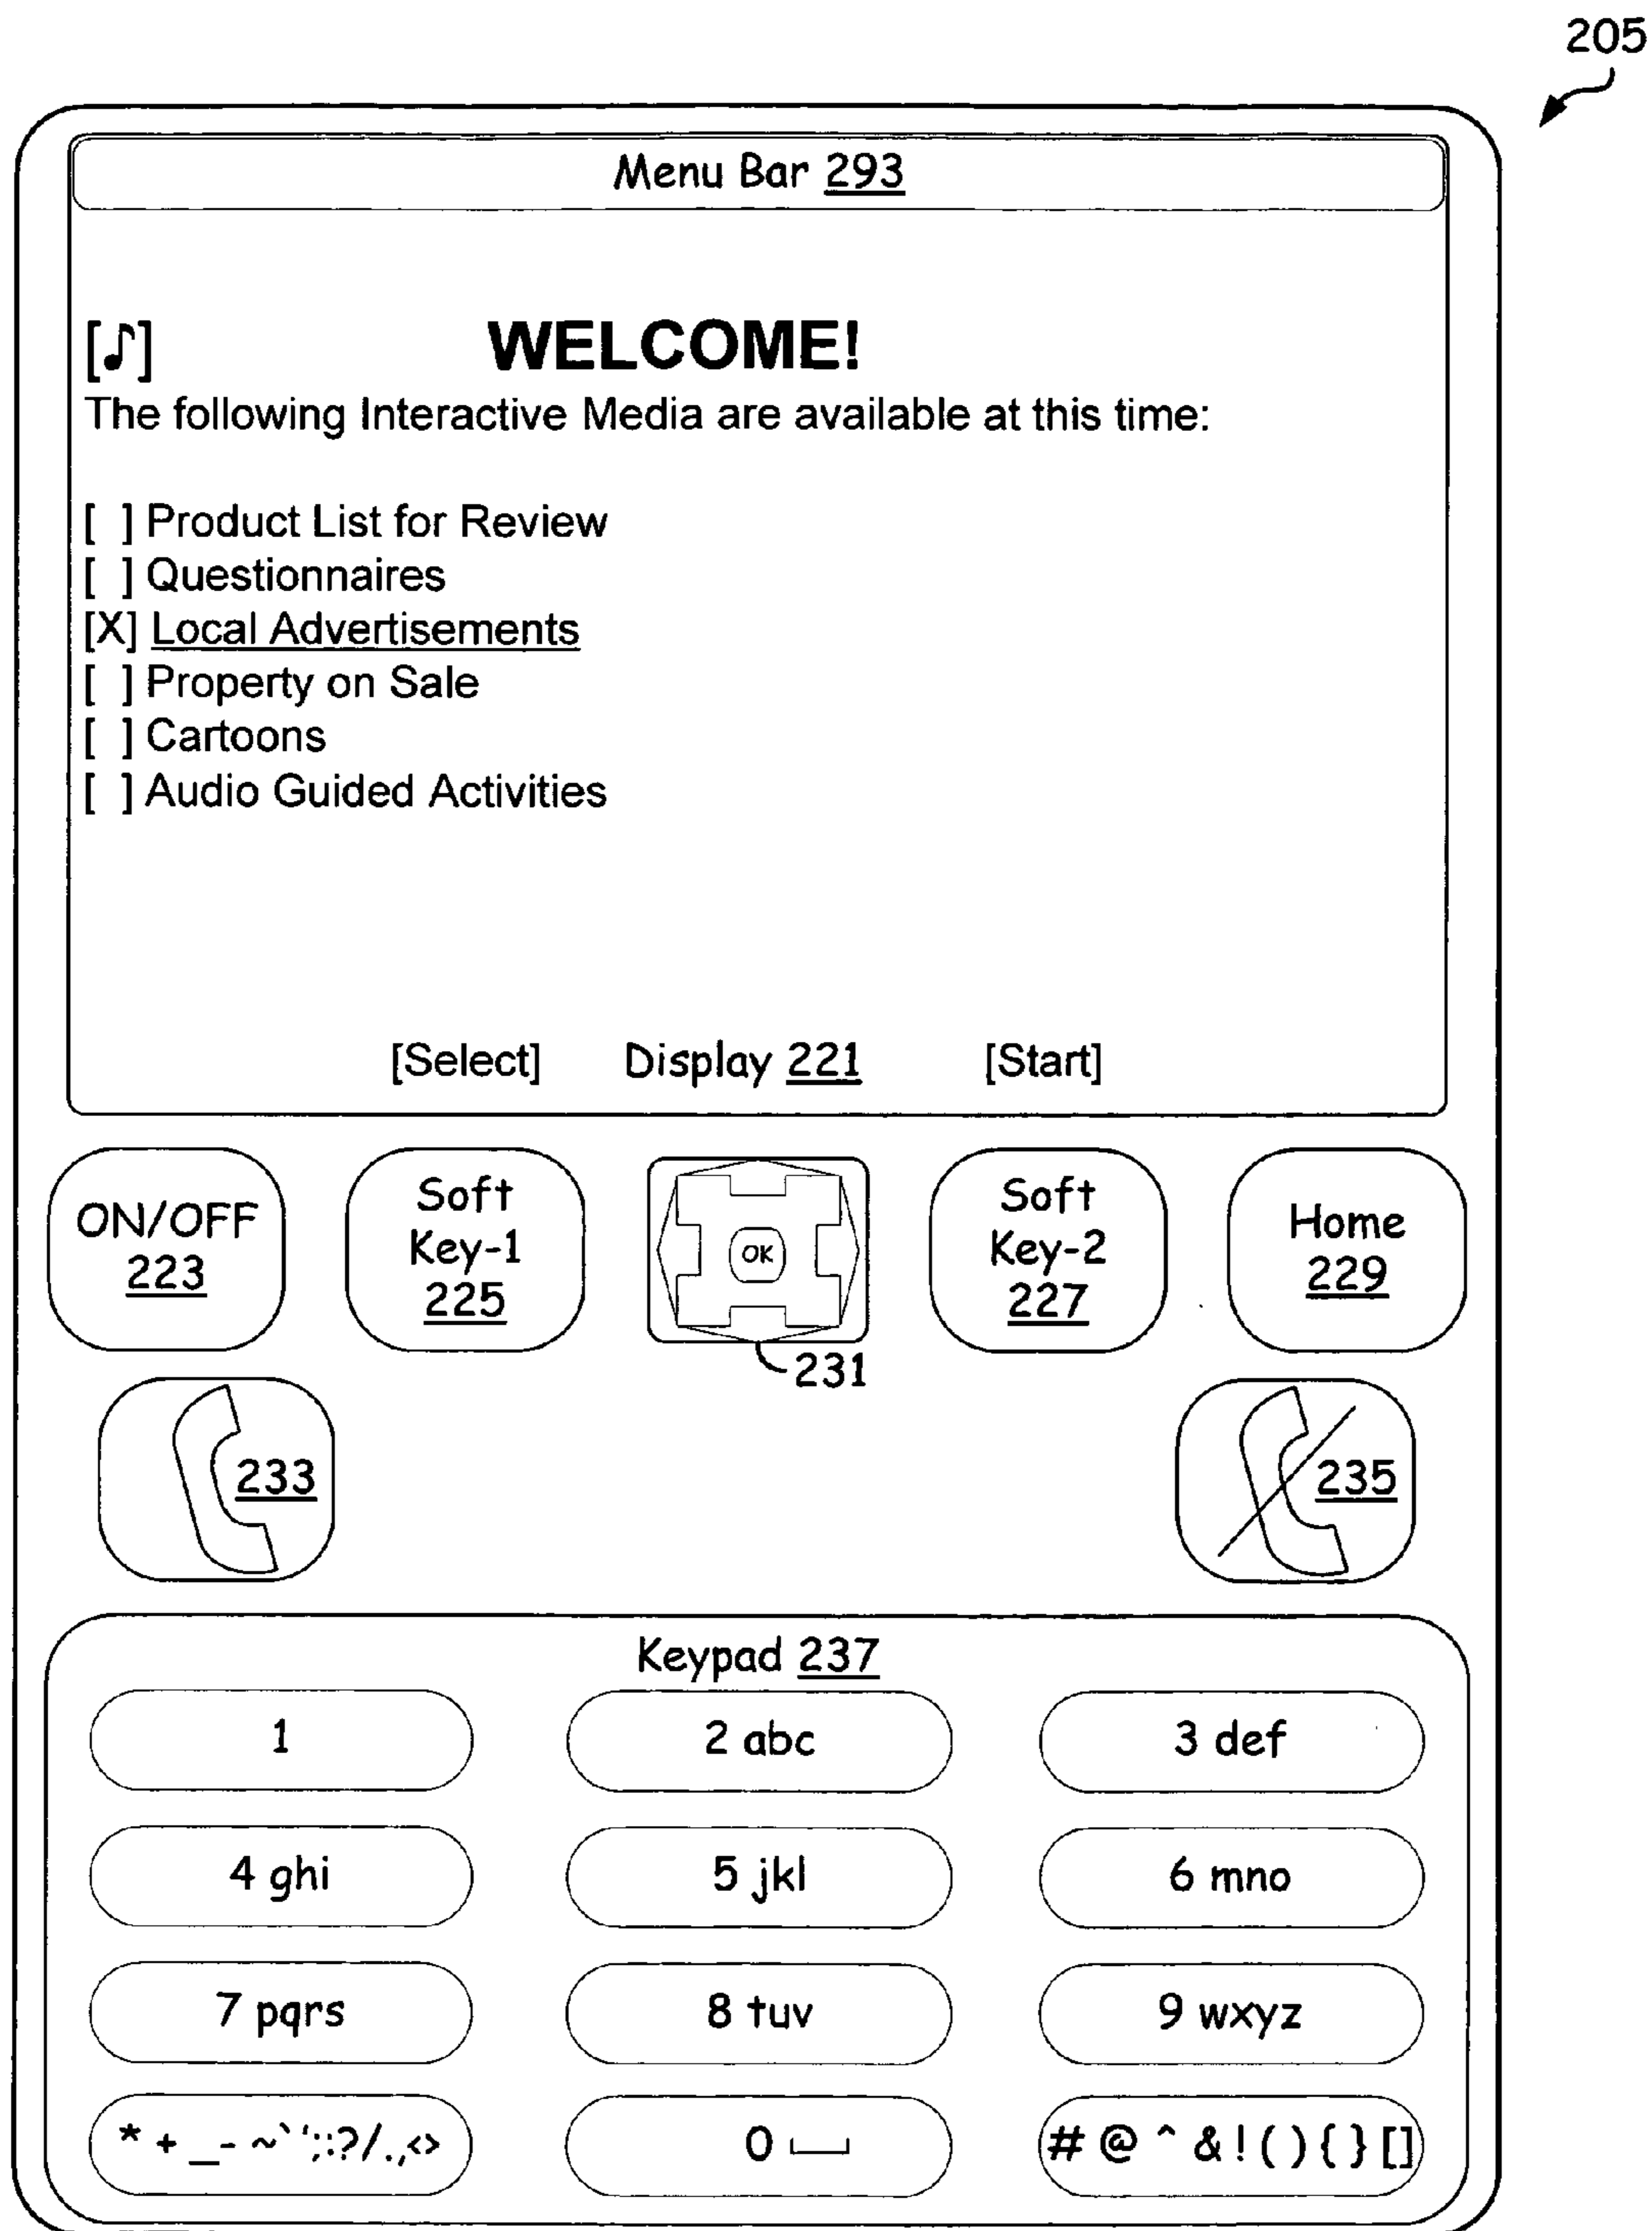 205
Menu Bar 293
[♪] WELCOME!
The following Interactive Media are available at this time:
[ ] Product List for Review
[ ] Questionnaires
[X] Local Advertisements
[ ] Property on Sale
[ ] Cartoons
[ ] Audio Guided Activities
[Select] Display 221 [Start]
ON/OFF
223
Soft
Key-1
225
OK
231
Soft
Key-2
227
Home
229
233
235
Keypad 237
1
2 abc
3 def
4 ghi
5 jkl
6 mno
7 pqrs
8 tuv
9 wxyz
* + _ - ~ ` ' ; : ? / . , < >
0 ⎵
# @ ^ & ! ( ) { } [ ]